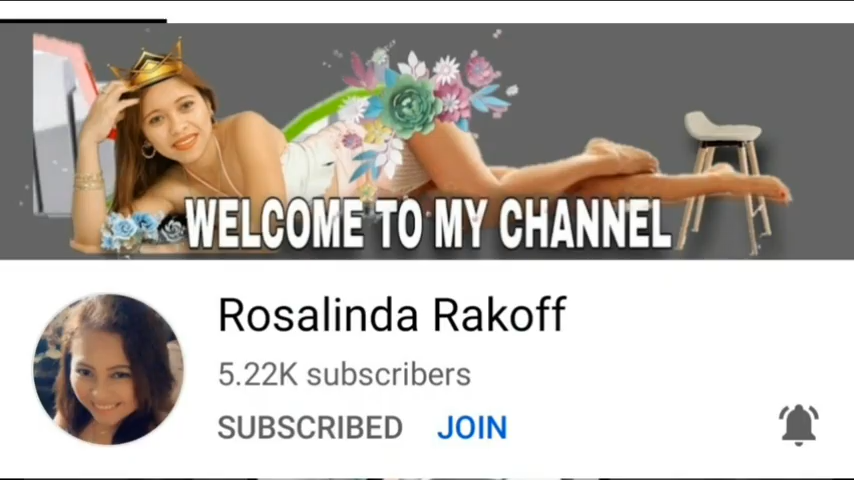 WELCOME TO MY CHANNEL
Rosalinda Rakoff
5.22K subscribers
SUBSCRIBED JOIN